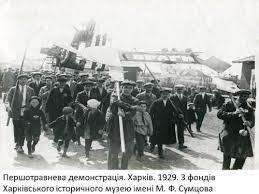 Першотравнева демонстрація. Харків. 1929. З фондів
Харківського історичного музею імені М. Ф. Сумцова